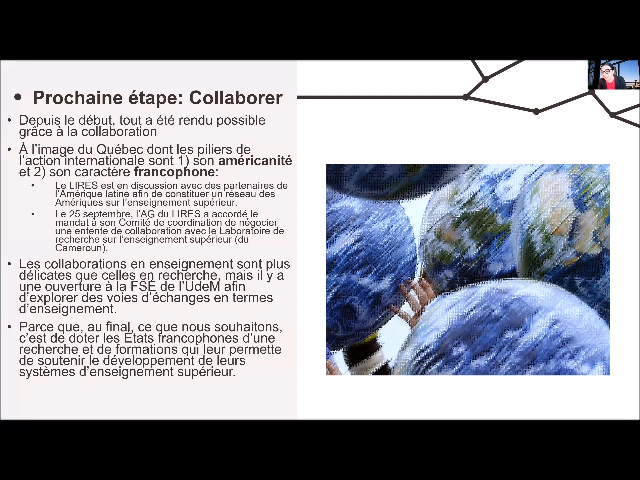 • Prochaine étape: Collaborer
• Depuis le début, tout a été rendu possible
grâce à la collaboration
• À l'image du Québec dont les piliers de
l'action internationale sont 1) son américanité
et 2) son caractère francophone:
• Le LIRES est en discussion avec des partenaires de
l'Amérique latine afin de constituer un réseau des
Amériques sur l'enseignement supérieur.
• Le 25 septembre, l'AG du LIRES a accordé le
mandat à son Comité de coordination de négocier
une entente de collaboration avec le Laboratoire de
recherche sur l'enseignement supérieur (du
Cameroun).
• Les collaborations en enseignement sont plus
délicates que celles en recherche, mais il y a
une ouverture à la FSE de l'UdeM afin
d'explorer des voies d'échanges en termes
d'enseignement.
• Parce que, au final, ce que nous souhaitons,
c'est de doter les États francophones d'une
recherche et de formations qui leur permette
de soutenir le développement de leurs
systèmes d'enseignement supérieur.